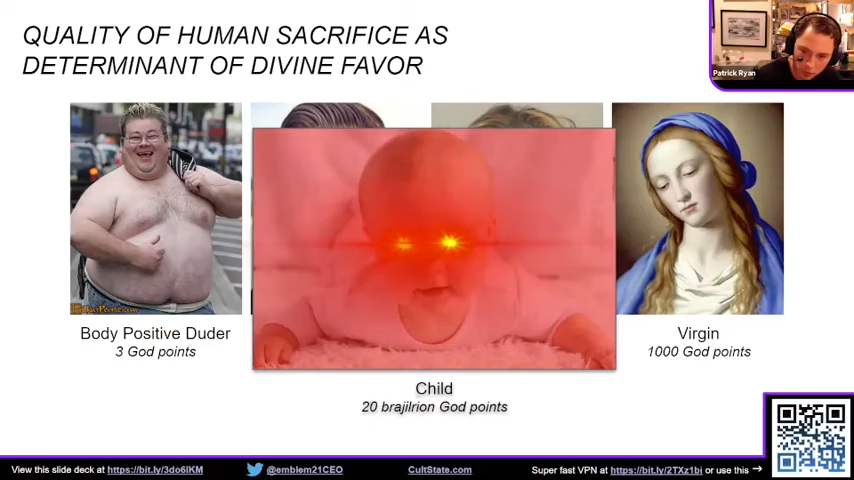 QUALITY OF HUMAN SACRIFICE AS
DETERMINANT OF DIVINE FAVOR
Patrick Ryan
Body Positive Duder
3 God points
Virgin
1000 God points
Child
20 brajilrion God points
View this slide deck at https://bit.ly/3do6lKM
@emblem21CEO
CultState.com
Super fast VPN at https://bit.ly/2TXz1bi or use this